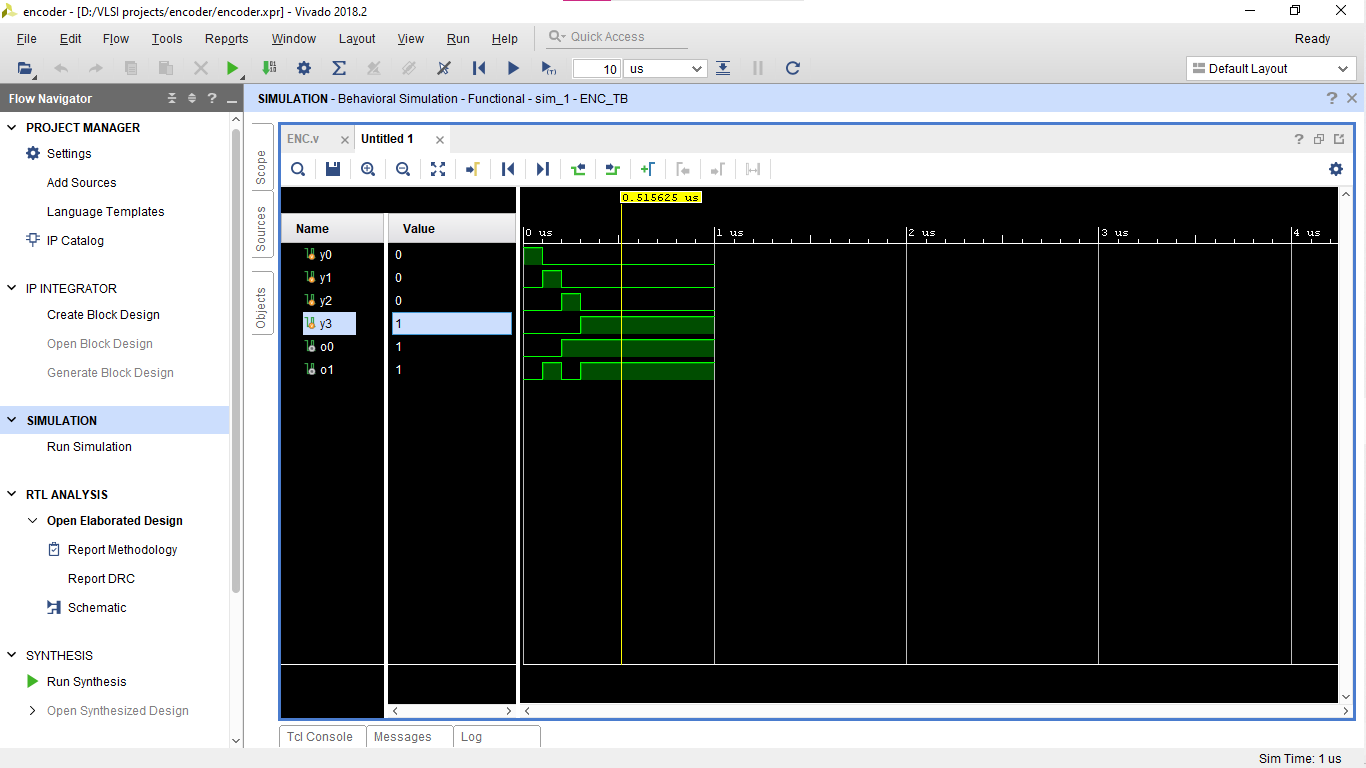 encoder - [D:/VLSI projects/encoder/encoder.xpr] - Vivado 2018.2
File Edit Flow Tools Reports Window Layout View Run Help Quick Access Ready
10 us Default Layout
Flow Navigator
PROJECT MANAGER
Settings
Add Sources
Language Templates
IP Catalog
IP INTEGRATOR
Create Block Design
Open Block Design
Generate Block Design
SIMULATION
Run Simulation
RTL ANALYSIS
Open Elaborated Design
Report Methodology
Report DRC
Schematic
SYNTHESIS
Run Synthesis
Open Synthesized Design
SIMULATION - Behavioral Simulation - Functional - sim_1 - ENC_TB
Scope
Sources
Objects
ENC.v Untitled 1
0.515625 us
Name Value
0 us 1 us 2 us 3 us 4 us
y0 0
y1 0
y2 0
y3 1
o0 1
o1 1
Tcl Console Messages Log
Sim Time: 1 us